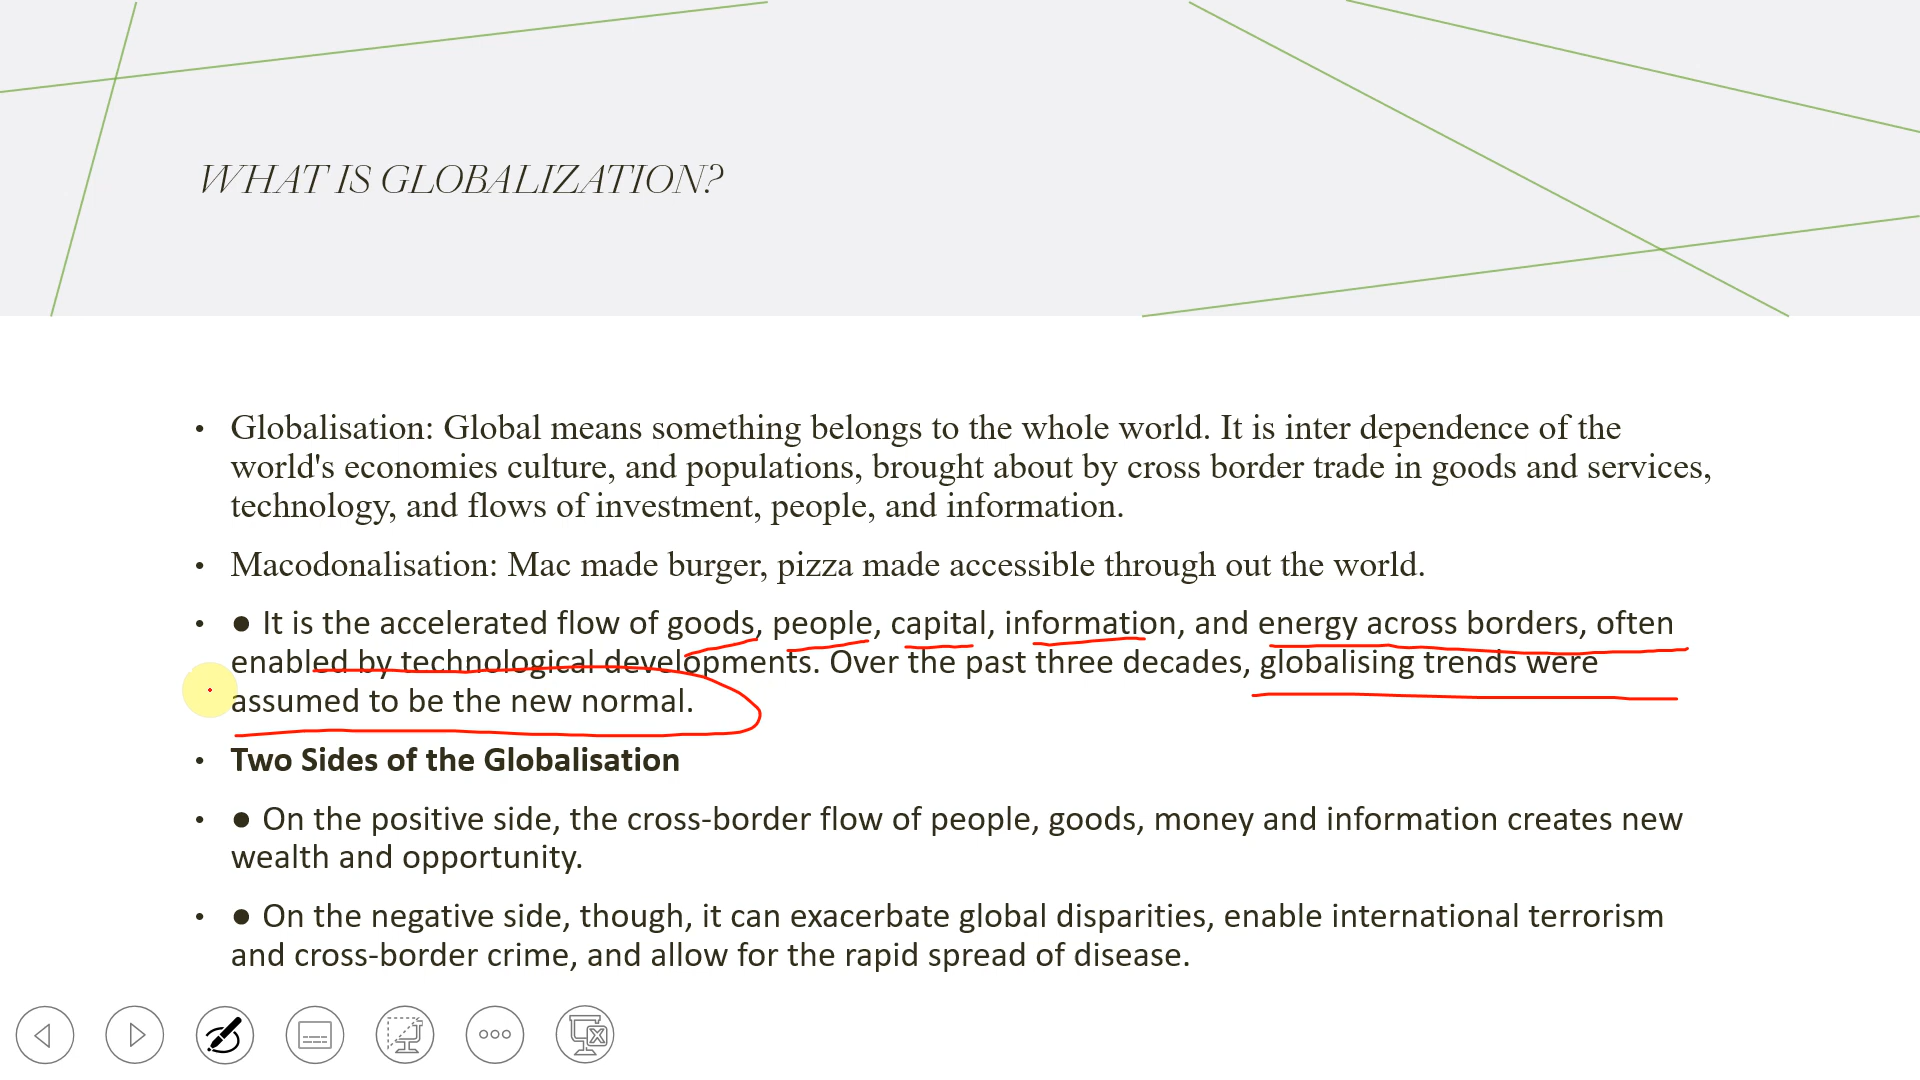 WHAT IS GLOBALIZATION?
• Globalisation: Global means something belongs to the whole world. It is inter dependence of the
world's economies culture, and populations, brought about by cross border trade in goods and services,
technology, and flows of investment, people, and information.
• Macodonalisation: Mac made burger, pizza made accessible through out the world.
• ● It is the accelerated flow of goods, people, capital, information, and energy across borders, often
enabled by technological developments. Over the past three decades, globalising trends were
assumed to be the new normal.
• Two Sides of the Globalisation
• ● On the positive side, the cross-border flow of people, goods, money and information creates new
wealth and opportunity.
• ● On the negative side, though, it can exacerbate global disparities, enable international terrorism
and cross-border crime, and allow for the rapid spread of disease.